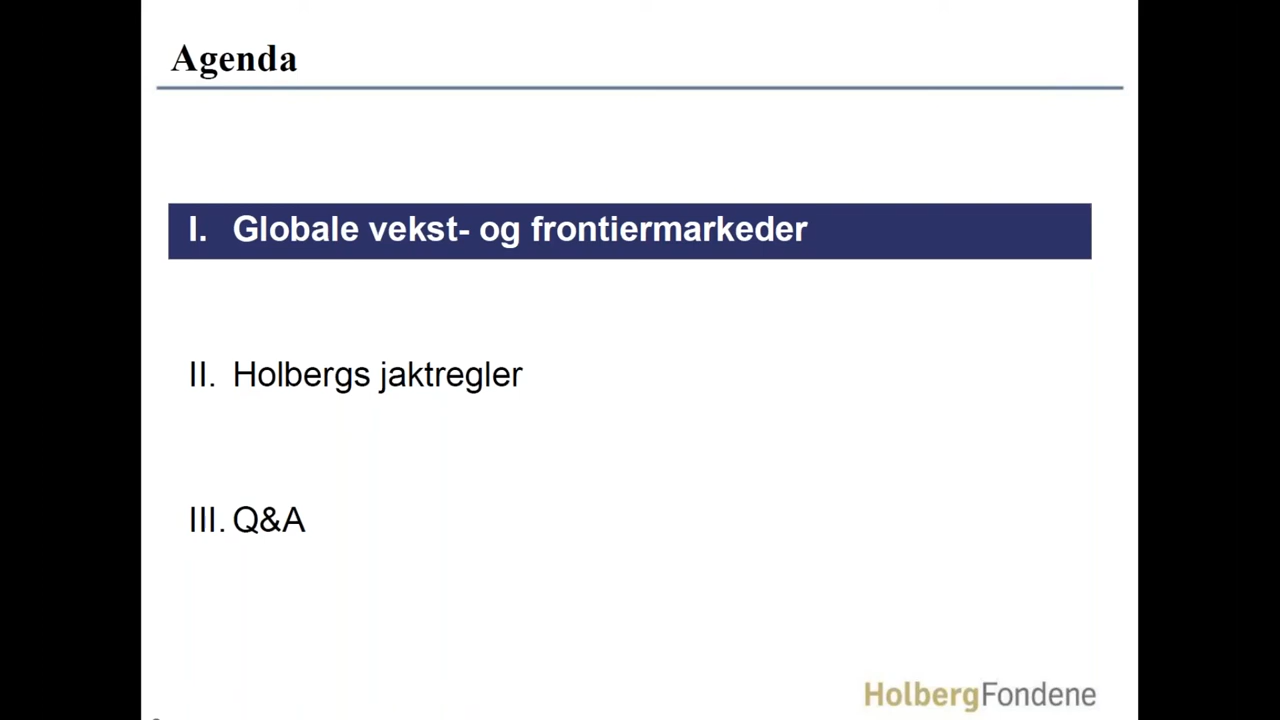 Agenda
I. Globale vekst- og frontiermarkeder
II. Holbergs jaktregler
III. Q&A
HolbergFondene